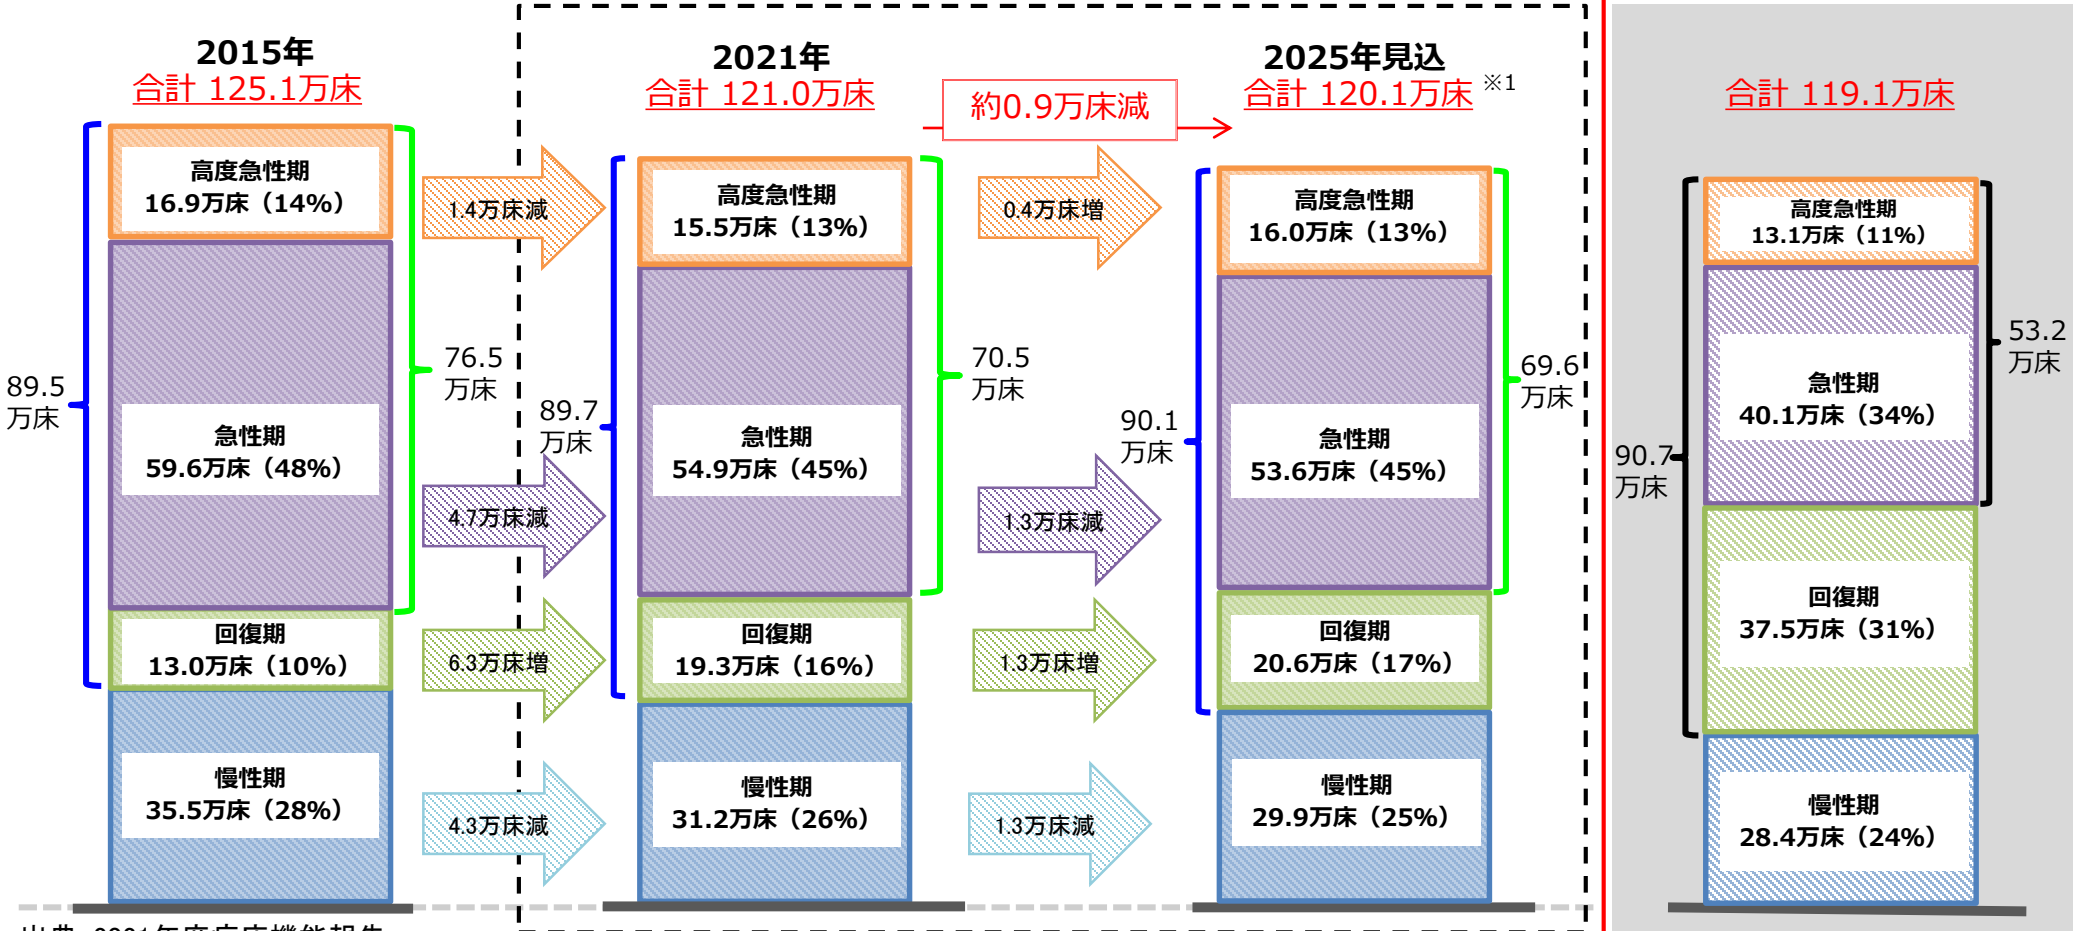 2015年
合計 125.1万床
高度急性期
16.9万床（14%）
急性期
59.6万床（48%）
回復期
13.0万床（10%）
慢性期
35.5万床（28%）
89.5
万床
76.5
万床
1.4万床減
4.7万床減
6.3万床増
4.3万床減
2021年
合計 121.0万床
高度急性期
15.5万床（13%）
急性期
54.9万床（45%）
回復期
19.3万床（16%）
慢性期
31.2万床（26%）
89.7
万床
70.5
万床
約0.9万床減
0.4万床増
1.3万床減
1.3万床増
1.3万床減
2025年見込
合計 120.1万床 ※1
高度急性期
16.0万床（13%）
急性期
53.6万床（45%）
回復期
20.6万床（17%）
慢性期
29.9万床（25%）
90.1
万床
69.6
万床
合計 119.1万床
高度急性期
13.1万床（11%）
急性期
40.1万床（34%）
回復期
37.5万床（31%）
慢性期
28.4万床（24%）
90.7
万床
53.2
万床